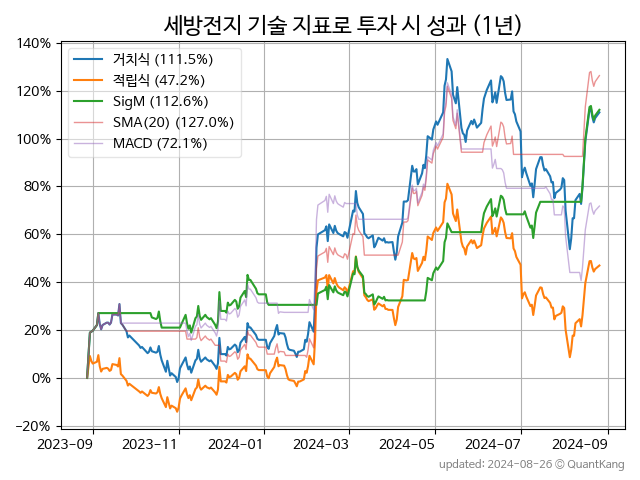 세방전지 기술 지표로 투자 시 성과 (1년)
140%
120%
100%
80%
60%
40%
20%
0%
−20%
거치식 (111.5%)
적립식 (47.2%)
SigM (112.6%)
SMA(20) (127.0%)
MACD (72.1%)
2023-09 2023-11 2024-01 2024-03 2024-05 2024-07 2024-09
updated: 2024-08-26 © QuantKang